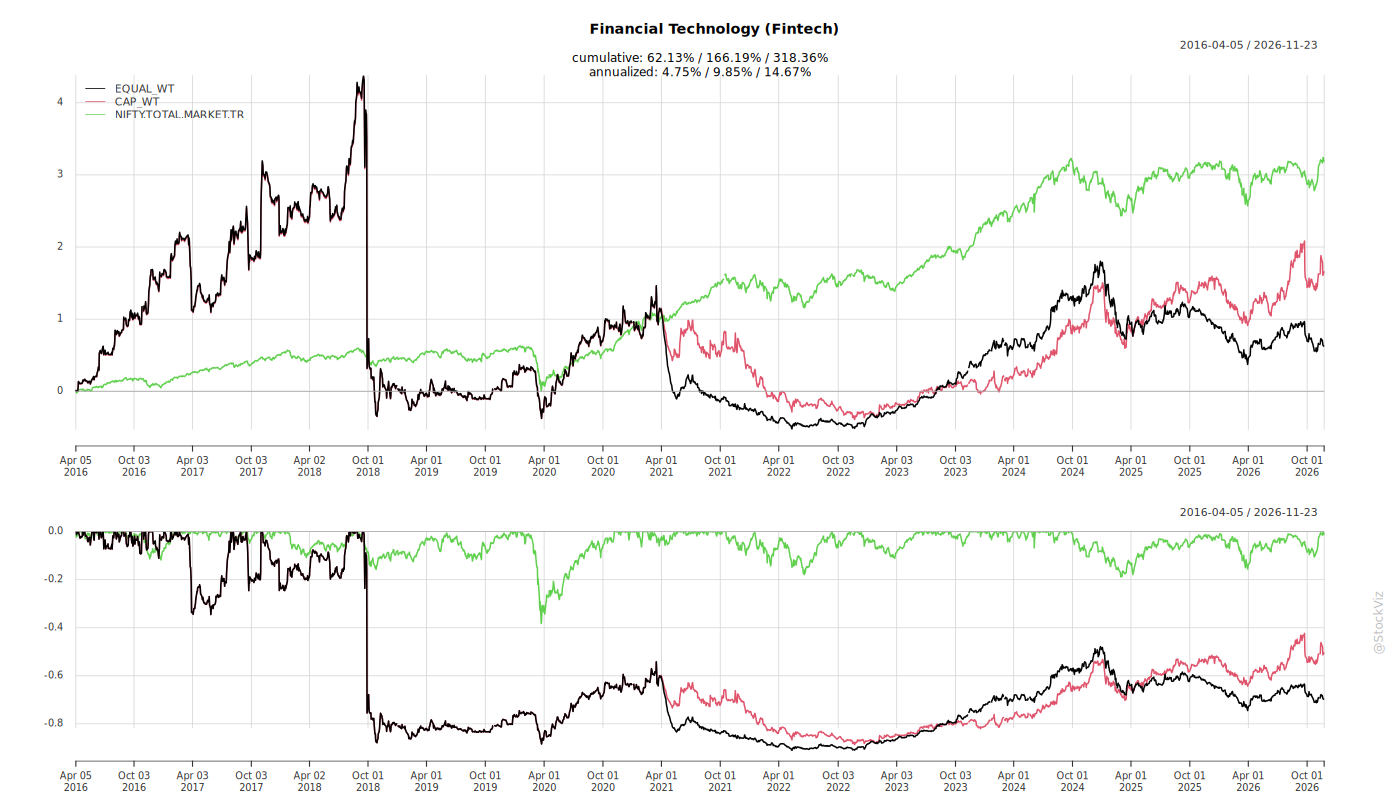 Financial Technology (Fintech)
2016-04-05 / 2026-11-23
cumulative: 62.13% / 166.19% / 318.36%
annualized: 4.75% / 9.85% / 14.67%
EQUAL_WT
CAP_WT
NIFTY.TOTAL.MARKET.TR
4
3
2
1
0
Apr 05 Oct 03 Apr 03 Oct 03 Apr 02 Oct 01 Apr 01 Oct 01 Apr 01 Oct 01 Apr 01 Oct 01 Apr 01 Oct 03 Apr 03 Oct 03 Apr 01 Oct 01 Apr 01 Oct 01 Apr 01 Oct 01
2016 2016 2017 2017 2018 2018 2019 2019 2020 2020 2021 2021 2022 2022 2023 2023 2024 2024 2025 2025 2026 2026
2016-04-05 / 2026-11-23
0.0
-0.2
-0.4
-0.6
-0.8
Apr 05 Oct 03 Apr 03 Oct 03 Apr 02 Oct 01 Apr 01 Oct 01 Apr 01 Oct 01 Apr 01 Oct 01 Apr 01 Oct 03 Apr 03 Oct 03 Apr 01 Oct 01 Apr 01 Oct 01 Apr 01 Oct 01
2016 2016 2017 2017 2018 2018 2019 2019 2020 2020 2021 2021 2022 2022 2023 2023 2024 2024 2025 2025 2026 2026
@StockViz